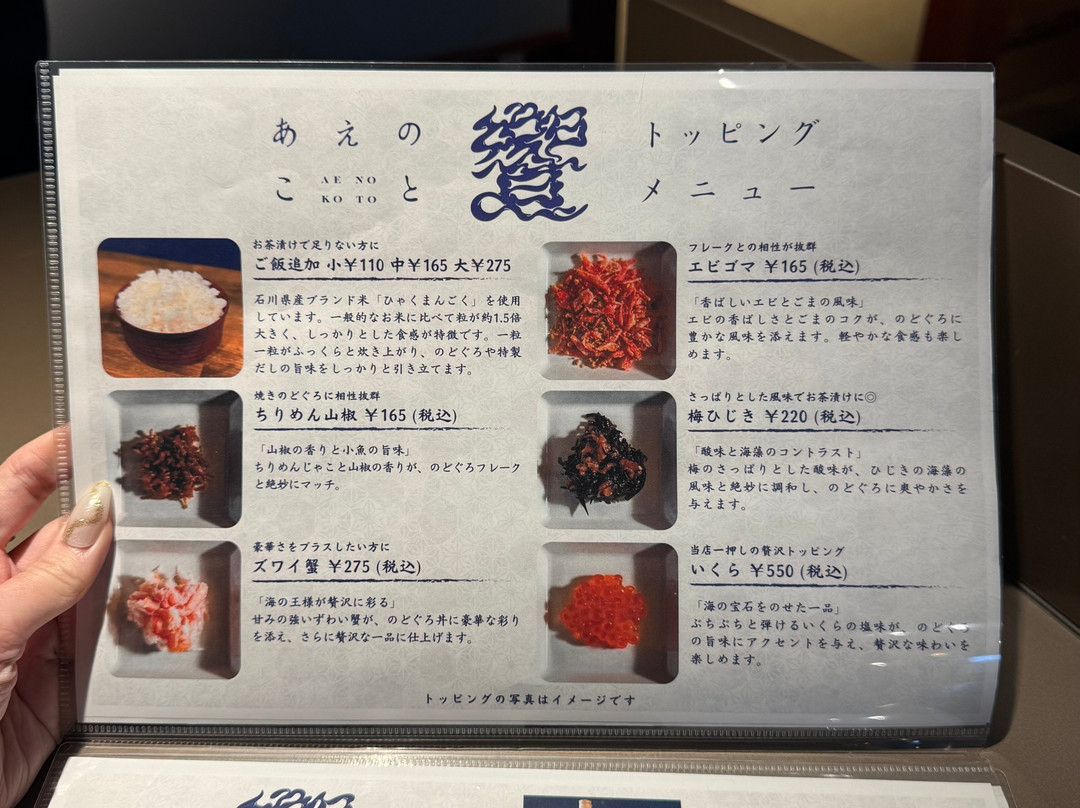 あえの
こと
AE NO
KO TO
饗
トッピング
メニュー
お茶漬けで足りない方に
ご飯追加 小¥110 中¥165 大¥275
石川県産ブランド米「ひゃくまんごく」を使用
しています。一般的なお米に比べて粒が約1.5倍
大きく、しっかりとした食感が特徴です。一粒
一粒がふっくらと炊き上がり、のどぐろや特製
だしの旨味をしっかりと引き立てます。
焼きのどぐろに相性抜群
ちりめん山椒 ¥165 (税込)
「山椒の香りと小魚の旨味」
ちりめんじゃこと山椒の香りが、のどぐろフレーク
と絶妙にマッチ。
豪華さをプラスしたい方に
ズワイ蟹 ¥275 (税込)
「海の王様が贅沢に彩る」
甘みの強いずわい蟹が、のどぐろ丼に豪華な彩り
を添え、さらに贅沢な一品に仕上げます。
フレークとの相性が抜群
エビゴマ ¥165 (税込)
「香ばしいエビとごまの風味」
エビの香ばしさとごまのコクが、のどぐろに
豊かな風味を添えます。軽やかな食感も楽し
めます。
さっぱりとした風味でお茶漬けに◎
梅ひじき ¥220 (税込)
「酸味と海藻のコントラスト」
梅のさっぱりとした酸味が、ひじきの海藻の
風味と絶妙に調和し、のどぐろに爽やかさを
与えます。
当店一押しの贅沢トッピング
いくら ¥550 (税込)
「海の宝石をのせた一品」
ぷちぷちと弾けるいくらの塩味が、のどぐろ
の旨味にアクセントを与え、贅沢な味わいを
楽しめます。
トッピングの写真はイメージです